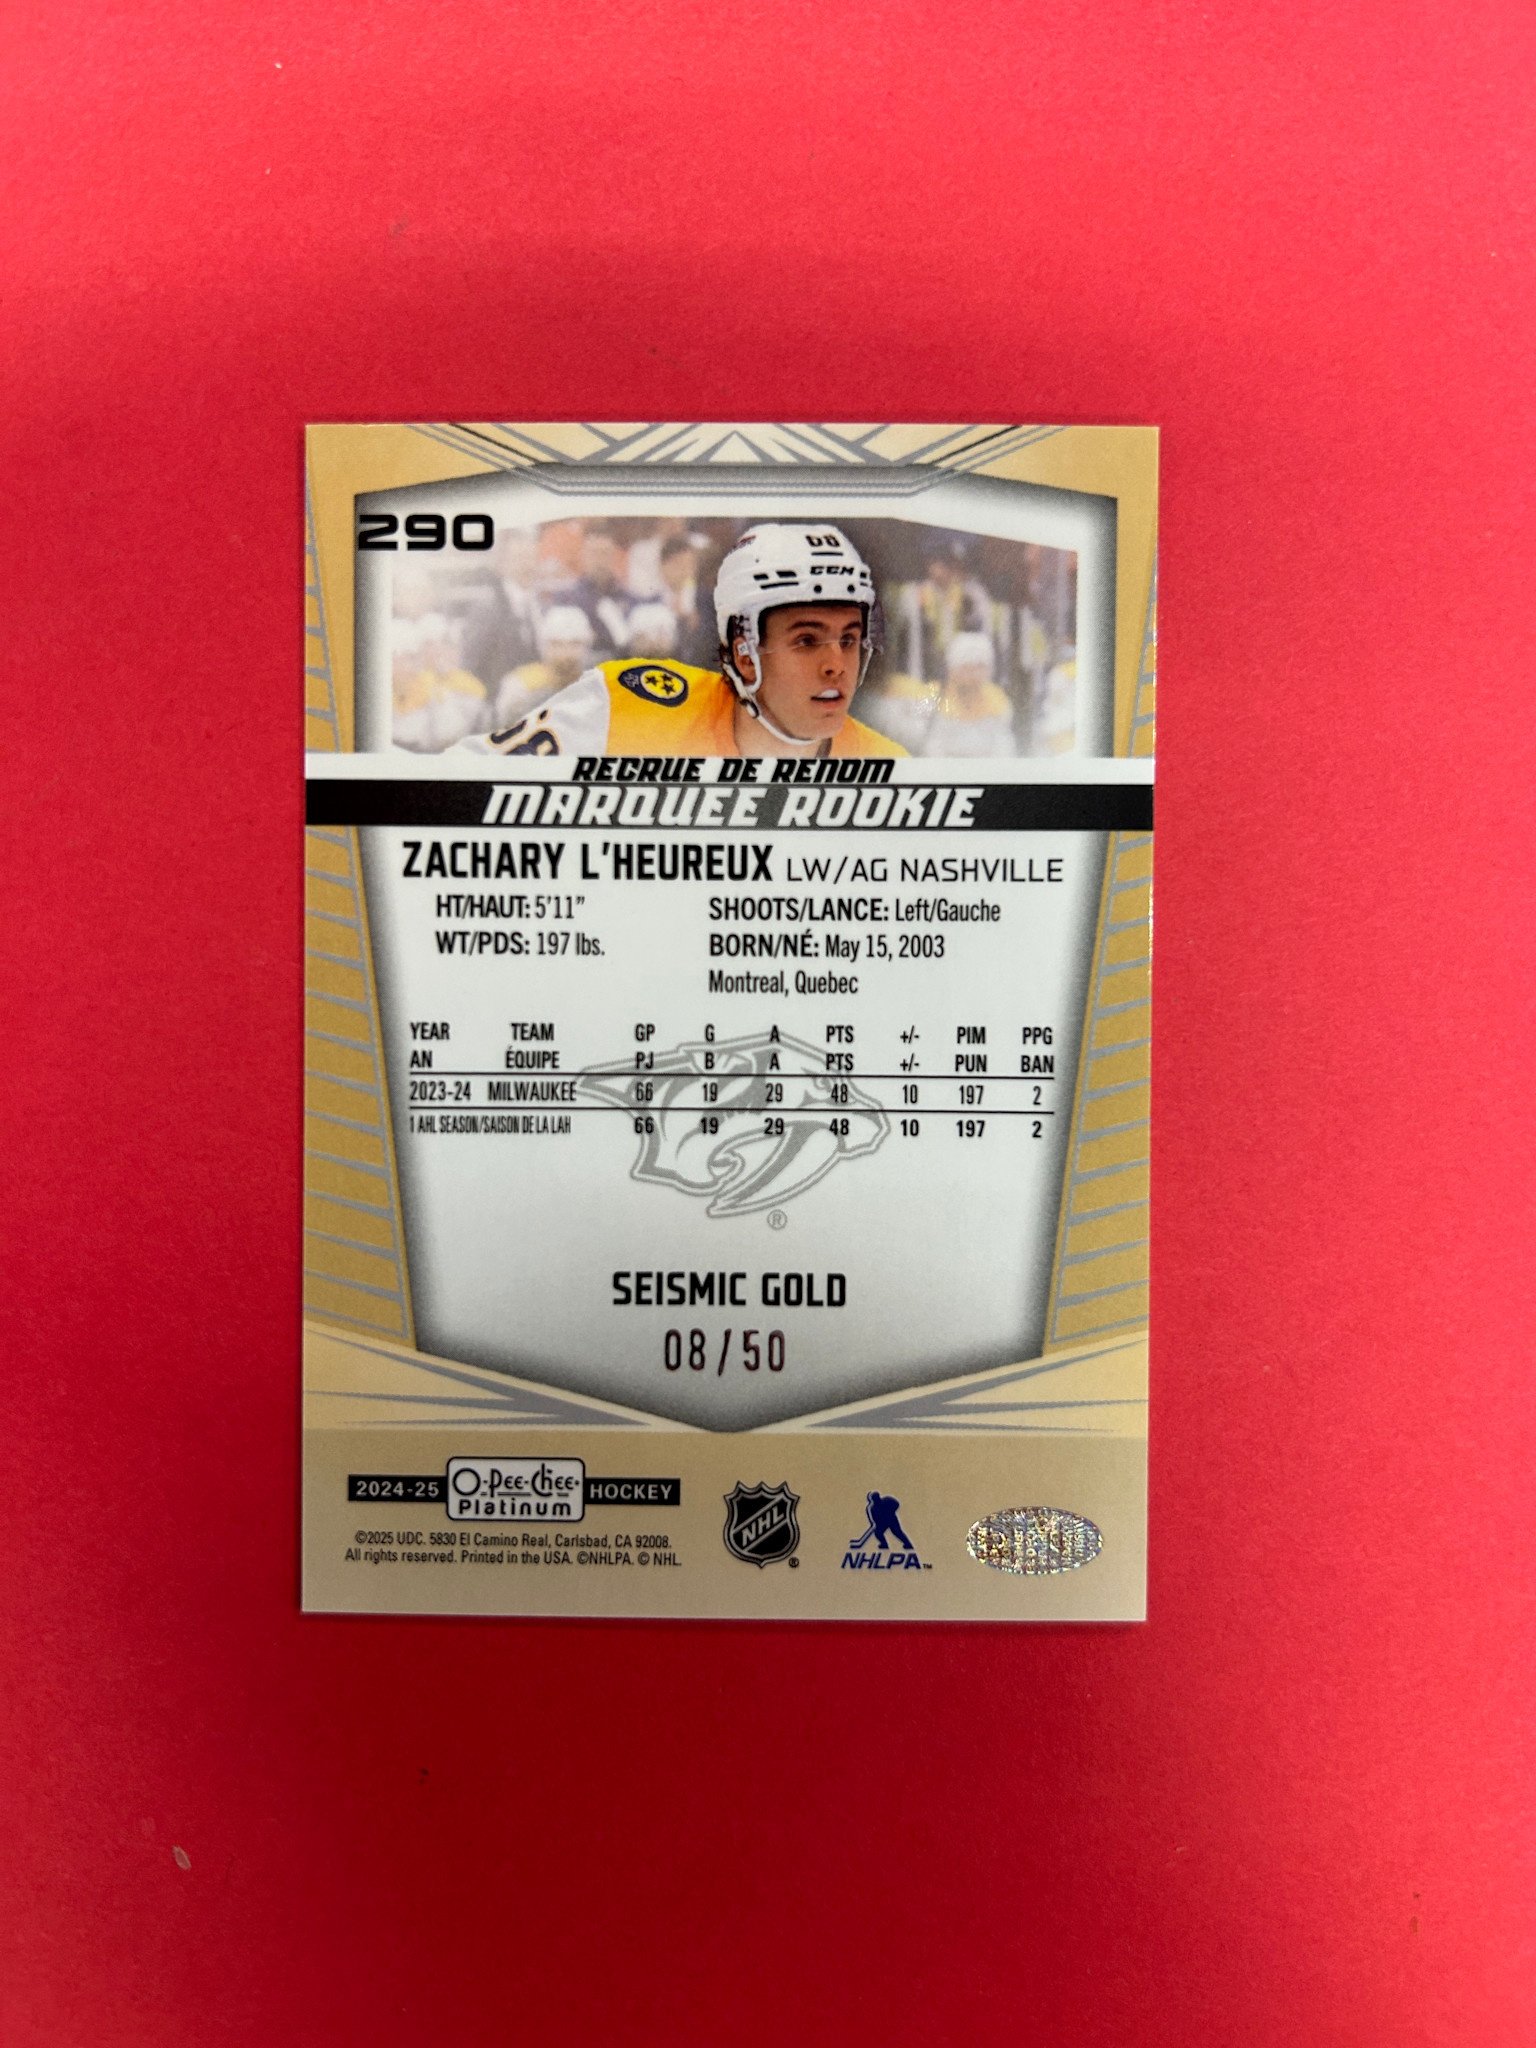 290
68
CCM
68
RECRUE DE RENOM
MARQUEE ROOKIE
ZACHARY L'HEUREUX LW/AG NASHVILLE
HT/HAUT: 5'11" SHOOTS/LANCE: Left/Gauche
WT/PDS: 197 lbs. BORN/NÉ: May 15, 2003
Montreal, Quebec
YEAR TEAM GP G A PTS +/- PIM PPG
AN ÉQUIPE PJ B A PTS +/- PUN BAN
2023-24 MILWAUKEE 66 19 29 48 10 197 2
1 AHL SEASON/SAISON DE LA LAH 66 19 29 48 10 197 2
®
SEISMIC GOLD
08/50
2024-25 O-Pee-Chee Platinum HOCKEY
©2025 UDC. 5830 El Camino Real, Carlsbad, CA 92008.
All rights reserved. Printed in the USA. ©NHLPA. © NHL.
NHL ®
NHLPA™